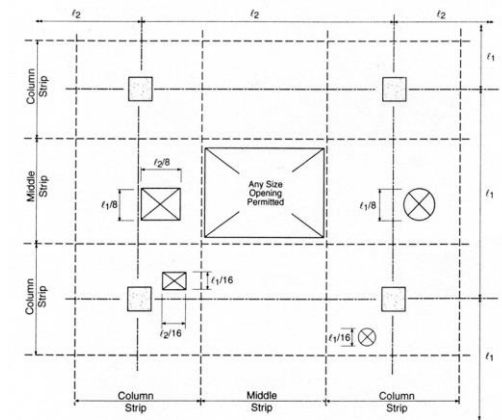 ℓ2
ℓ2
ℓ2
ℓ1
Column
Strip
Middle
Strip
ℓ2/8
ℓ1/8
Any Size
Opening
Permitted
ℓ1/8
ℓ1
Column
Strip
ℓ1/16
ℓ2/16
ℓ1/16
ℓ1
Column
Strip
Middle
Strip
Column
Strip